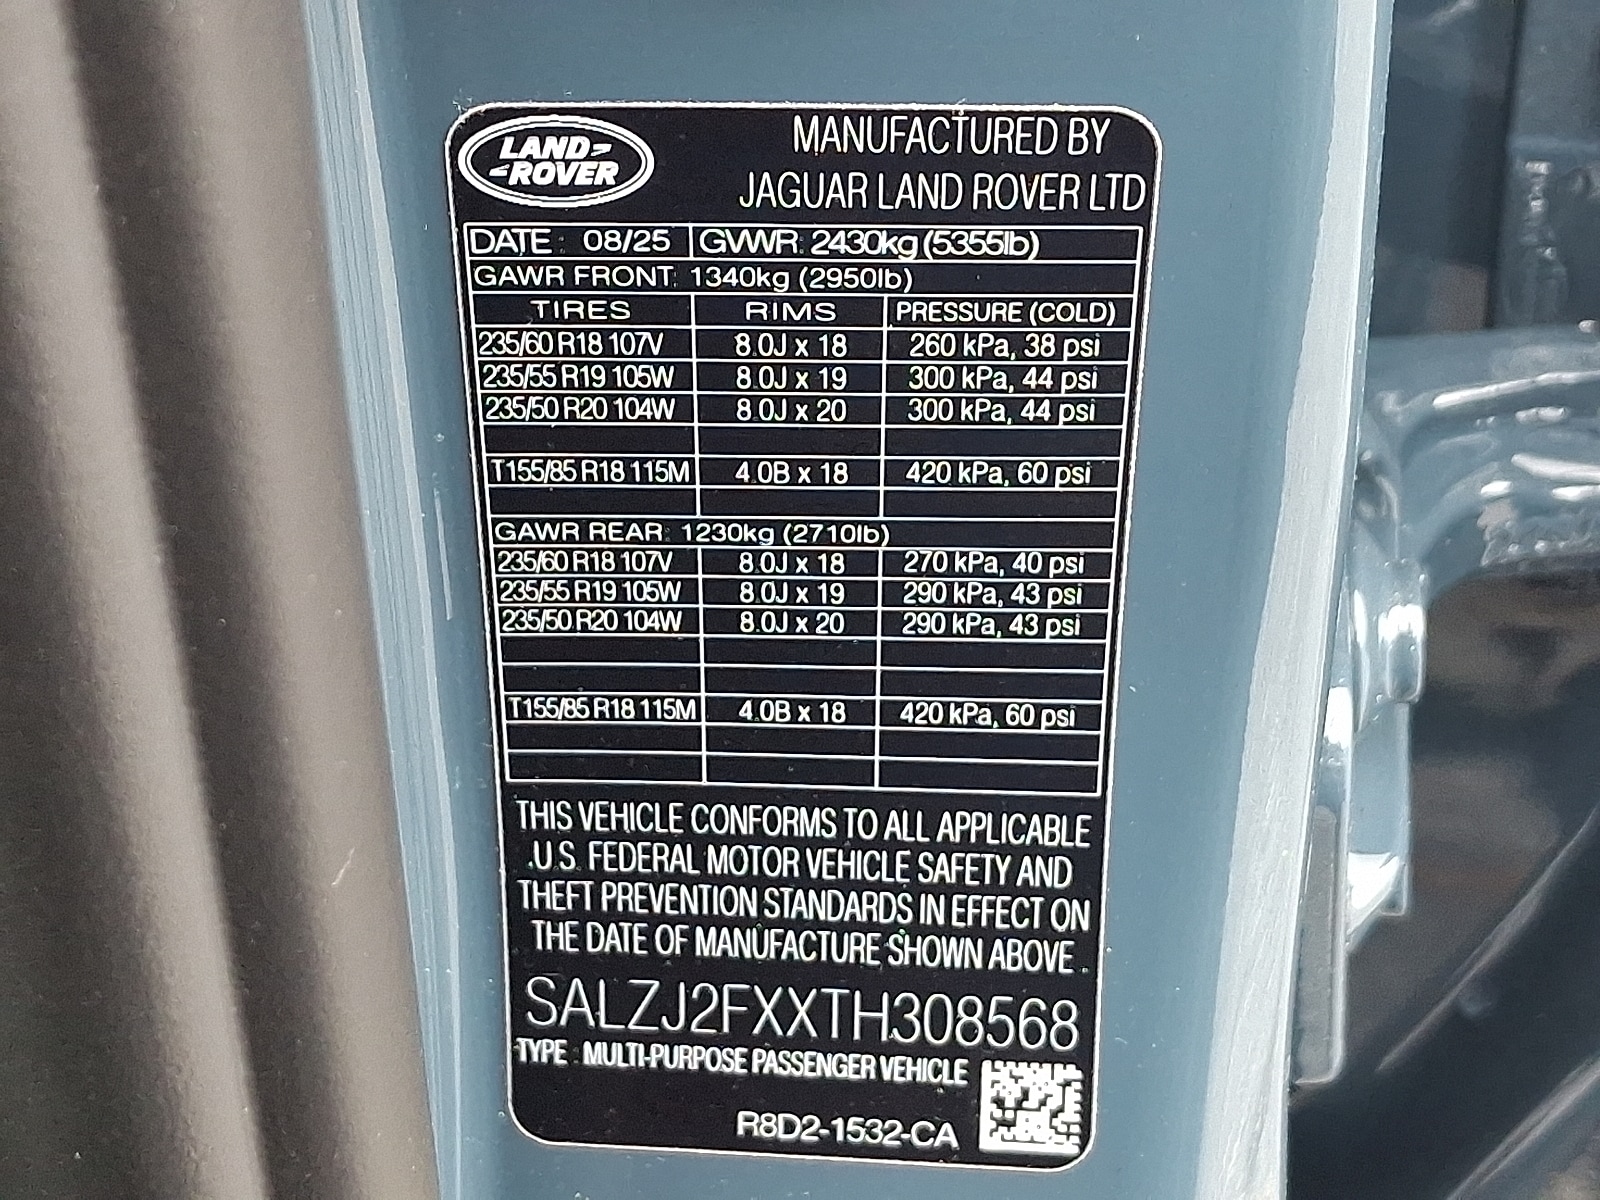 LAND
ROVER
MANUFACTURED BY
JAGUAR LAND ROVER LTD
DATE : 08/25 GVWR: 2430kg (5355lb)
GAWR FRONT: 1340kg (2950lb)
TIRES RIMS PRESSURE (COLD)
235/60 R18 107V 8.0J x 18 260 kPa, 38 psi
235/55 R19 105W 8.0J x 19 300 kPa, 44 psi
235/50 R20 104W 8.0J x 20 300 kPa, 44 psi
T155/85 R18 115M 4.0B x 18 420 kPa, 60 psi
GAWR REAR: 1230kg (2710lb)
235/60 R18 107V 8.0J x 18 270 kPa, 40 psi
235/55 R19 105W 8.0J x 19 290 kPa, 43 psi
235/50 R20 104W 8.0J x 20 290 kPa, 43 psi
T155/85 R18 115M 4.0B x 18 420 kPa, 60 psi
THIS VEHICLE CONFORMS TO ALL APPLICABLE
U.S. FEDERAL MOTOR VEHICLE SAFETY AND
THEFT PREVENTION STANDARDS IN EFFECT ON
THE DATE OF MANUFACTURE SHOWN ABOVE.
SALZJ2FXXTH308568
TYPE : MULTI-PURPOSE PASSENGER VEHICLE
R8D2-1532-CA